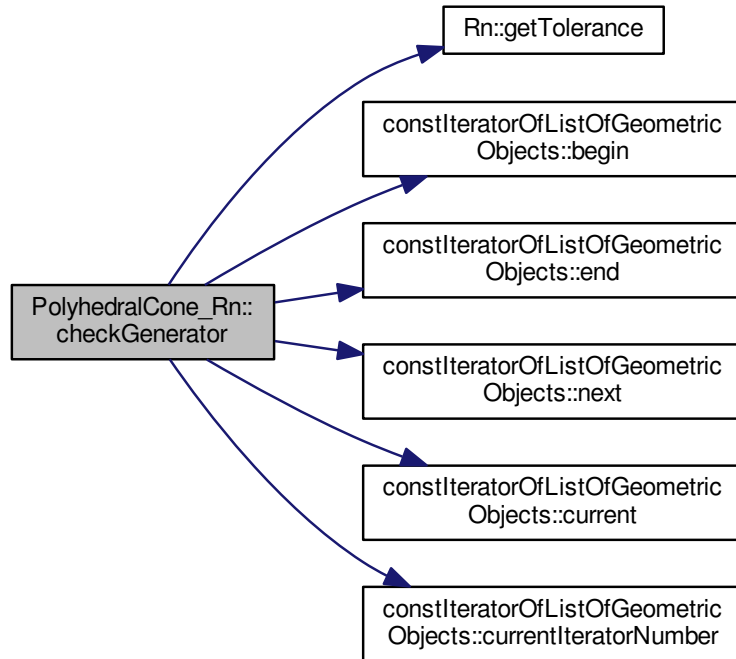 Rn::getTolerance
constIteratorOfListOfGeometric
Objects::begin
constIteratorOfListOfGeometric
Objects::end
PolyhedralCone_Rn::
checkGenerator
constIteratorOfListOfGeometric
Objects::next
constIteratorOfListOfGeometric
Objects::current
constIteratorOfListOfGeometric
Objects::currentIteratorNumber